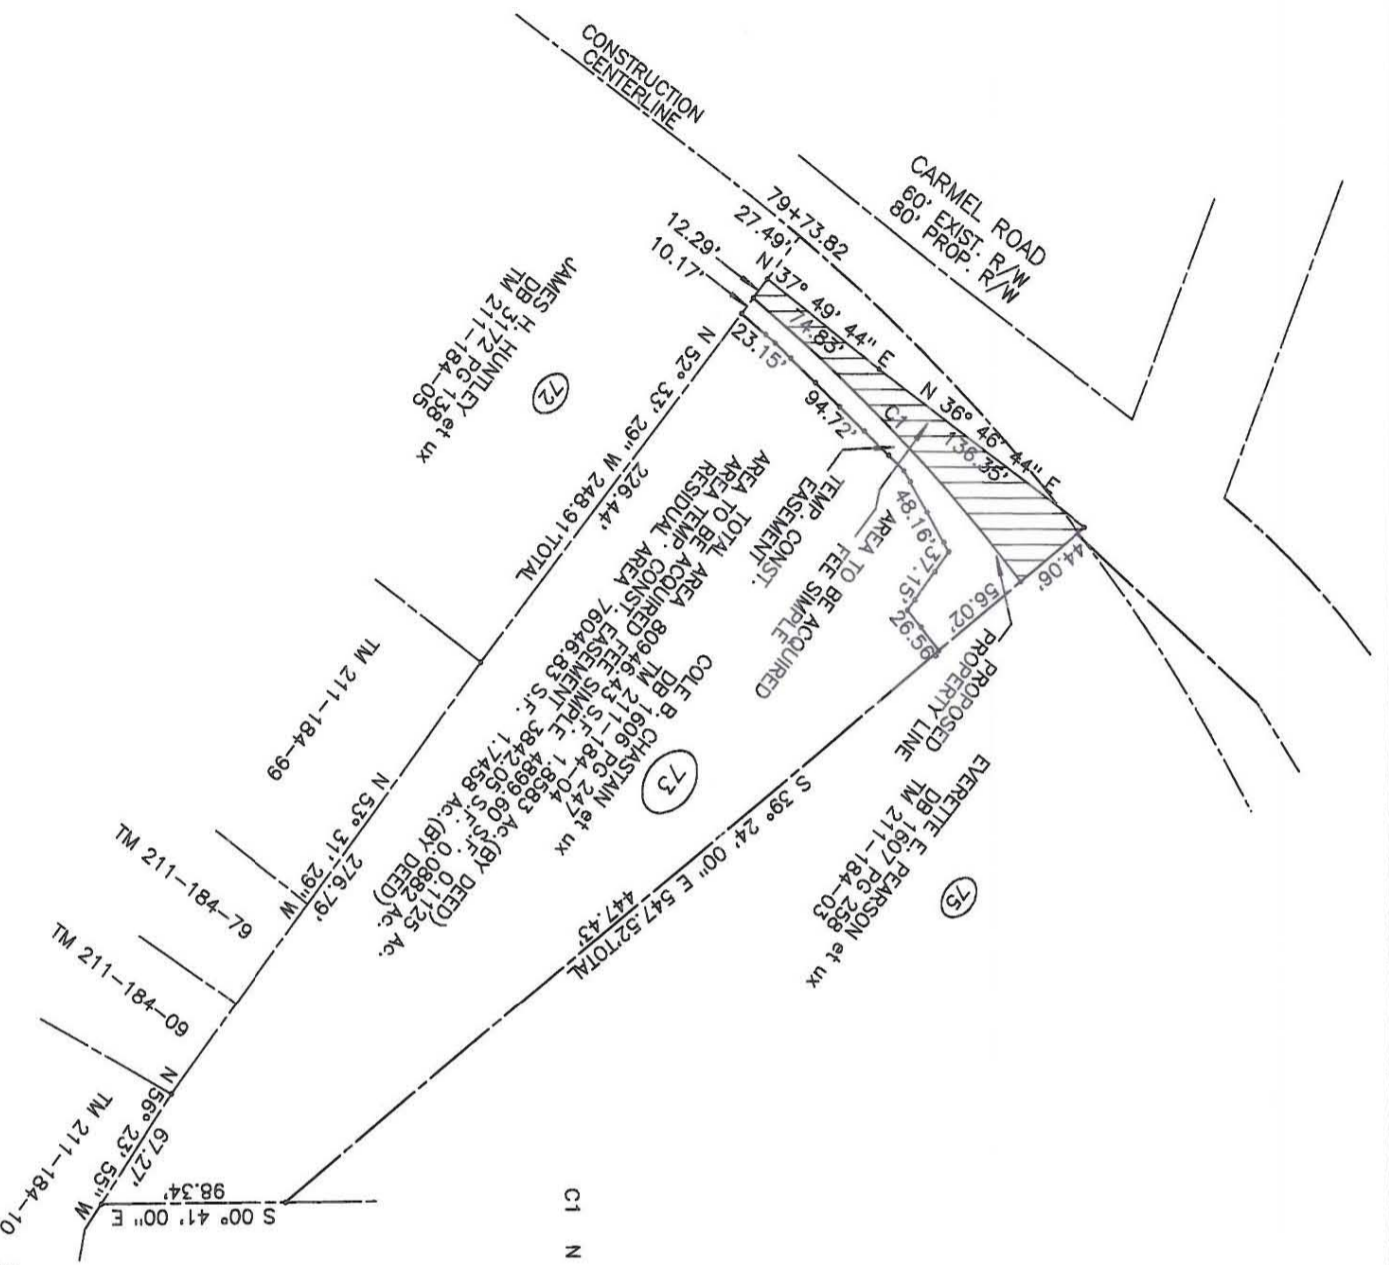 CONSTRUCTION
CENTERLINE
CARMEL ROAD
60' EXIST. R/W
80' PROP. R/W
79+73.82
27.49'
12.29'
10.17'
N 37° 49' 44" E
74.83'
N 36° 46' 44" E
136.35'
C1
23.15'
94.72'
48.16'
37.15'
26.56'
56.02'
44.06'
JAMES H. HUNTLEY et ux
DB 3172 PG 138
TM 211-184-05
72
N 52° 33' 29" W 248.91' TOTAL
226.44'
TEMP. CONST.
EASEMENT
AREA TO BE ACQUIRED
FEE SIMPLE
PROPOSED
PROPERTY LINE
TOTAL AREA 80946.43 S.F. 1.8583 Ac.(BY DEED)
AREA TO BE ACQUIRED FEE SIMPLE 4899.60 S.F. 0.1125 Ac.
AREA TEMP. CONST. EASEMENT 3842.05 S.F. 0.0882 Ac.
RESIDUAL AREA 76046.83 S.F. 1.7458 Ac.(BY DEED)
COLE B. CHASTAIN et ux
DB 1606 PG 247
TM 211-184-04
73
EVERETTE E. PEARSON et ux
DB 1607 PG 258
TM 211-184-03
75
S 39° 24' 00" E 547.52' TOTAL
447.43'
TM 211-184-99
N 53° 31' 29" W
276.79'
TM 211-184-79
TM 211-184-09
N 56° 23' 55" W
67.27'
TM 211-184-10
98.34'
S 00° 41' 00" E
C1 N